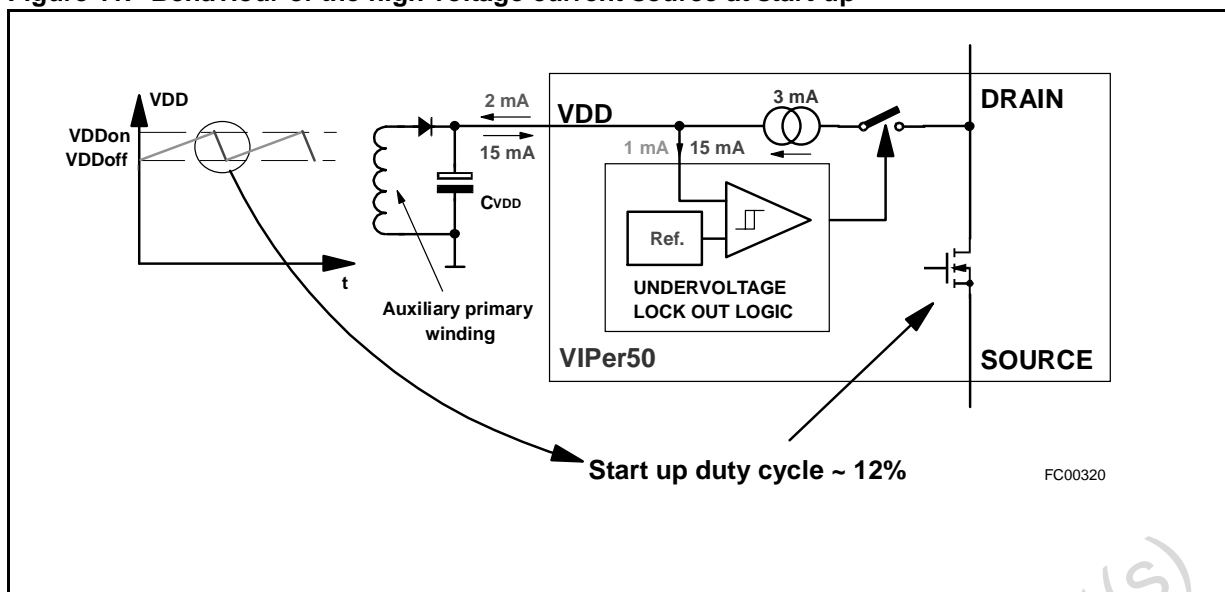 Figure 11. Behaviour of the high voltage current source at start-up
VDD
VDDon
VDDoff
t
2 mA
15 mA
CVDD
Auxiliary primary
winding
VDD
3 mA
DRAIN
1 mA 15 mA
Ref.
UNDERVOLTAGE
LOCK OUT LOGIC
VIPer50
SOURCE
Start up duty cycle ~ 12%
FC00320
(s)